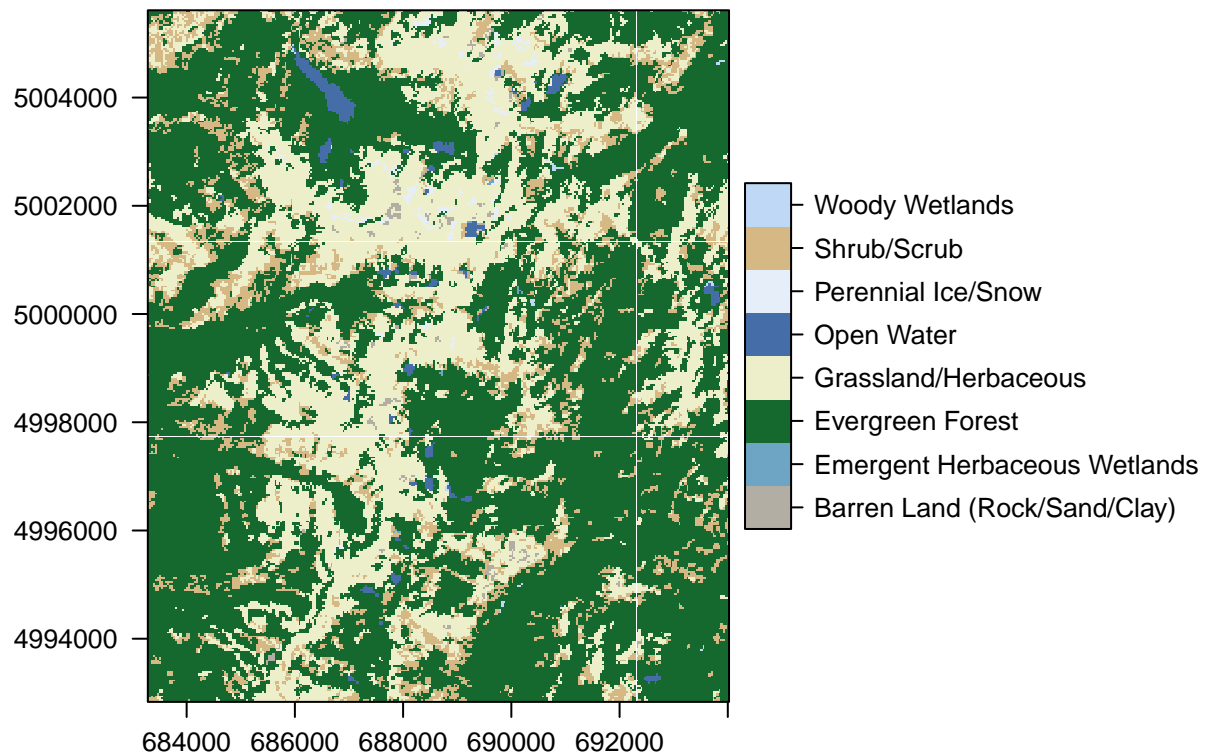 5004000
5002000
5000000
4998000
4996000
4994000
684000 686000 688000 690000 692000
Woody Wetlands
Shrub/Scrub
Perennial Ice/Snow
Open Water
Grassland/Herbaceous
Evergreen Forest
Emergent Herbaceous Wetlands
Barren Land (Rock/Sand/Clay)